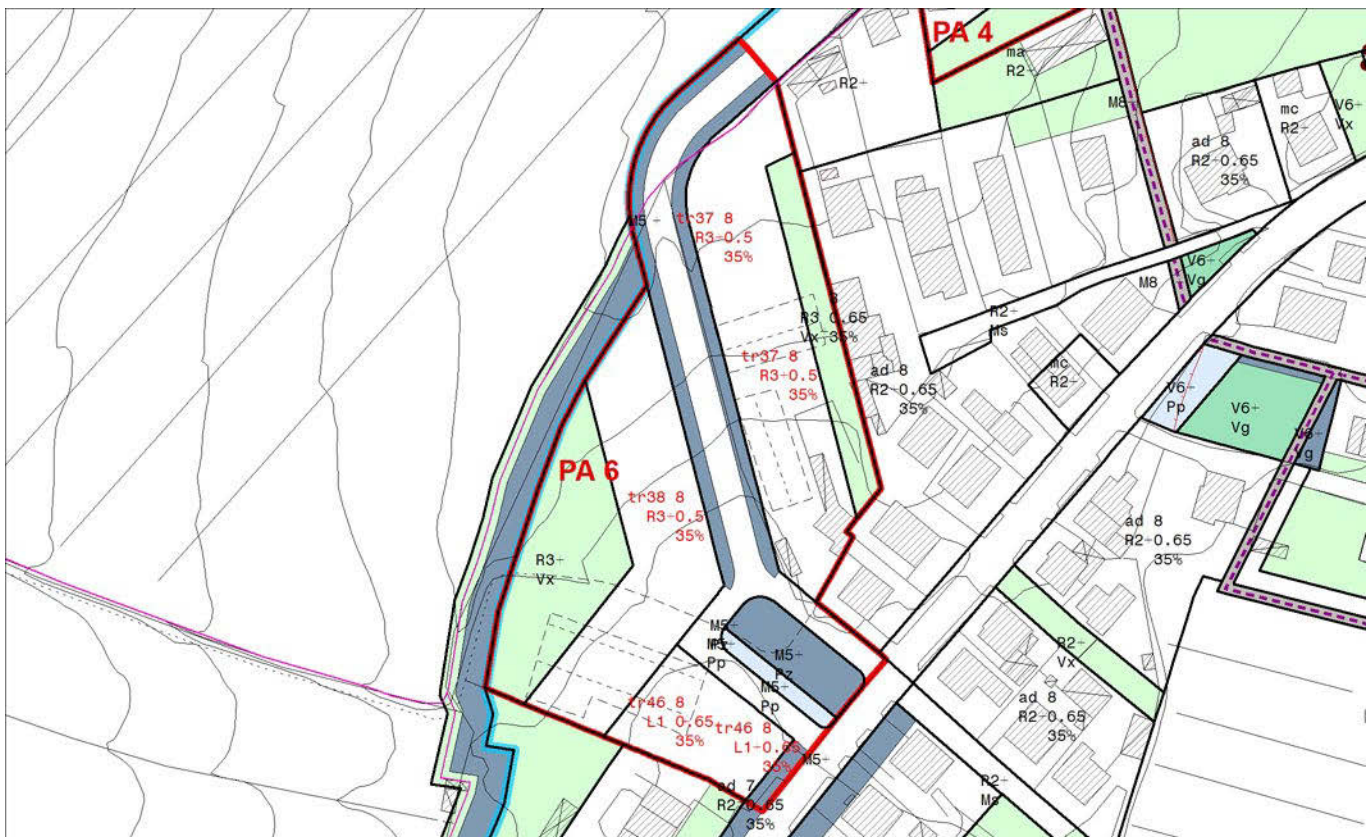 PA 4
ma
R2÷
R2÷
M8÷
mc
R2÷
V6÷
Vx
ad 8
R2÷0.65
35%
M5 ÷
tr37 8
R3÷0.5
35%
V6÷
Vg
M8
R3 0.65
Vx÷35%
R2÷
Ms
tr37 8
R3÷0.5
35%
ad 8
R2÷0.65
35%
mc
R2÷
V6÷
Pp
V6÷
Vg
V6÷
Vg
PA 6
tr38 8
R3÷0.5
35%
ad 8
R2÷0.65
35%
R3÷
Vx
M5÷
M5÷
Pp
M5÷
Pz
M5÷
Pp
R2÷
Vx
ad 8
R2÷0.65
35%
tr46 8
L1 0.65
35%
tr46 8
L1÷0.65
35%
M5÷
ad 7
R2÷0.65
35%
R2÷
Ms